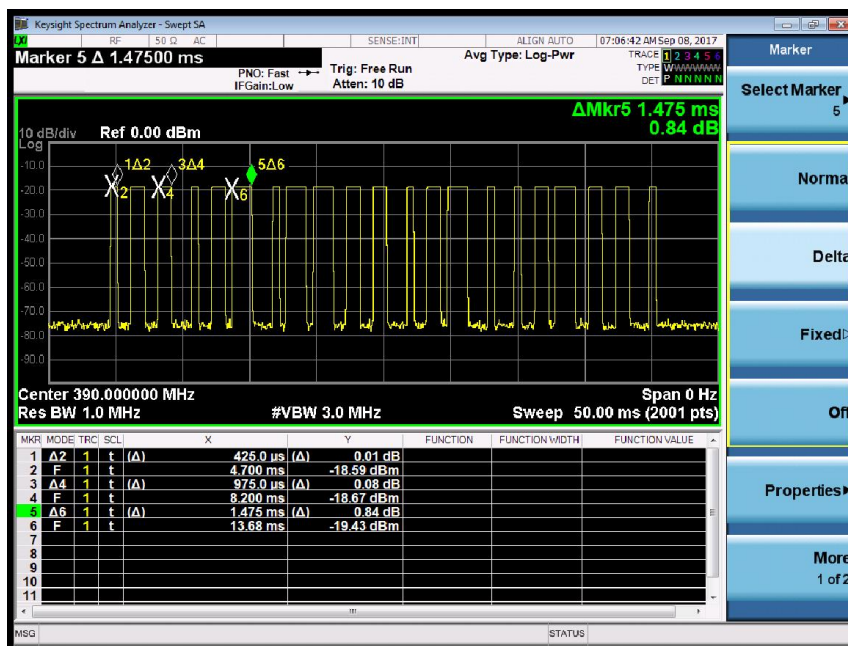 Keysight Spectrum Analyzer - Swept SA
LXI RF 50 Ω AC SENSE:INT ALIGN AUTO 07:06:42 AM Sep 08, 2017
Marker 5 Δ 1.47500 ms
PNO: Fast
IFGain:Low
Trig: Free Run
Atten: 10 dB
Avg Type: Log-Pwr
TRACE 1 2 3 4 5 6
TYPE WWWWWW
DET P N N N N N
ΔMkr5 1.475 ms
0.84 dB
10 dB/div Ref 0.00 dBm
Log
-10.0
-20.0
-30.0
-40.0
-50.0
-60.0
-70.0
-80.0
-90.0
1Δ2 3Δ4 5Δ6
2 4 6
Center 390.000000 MHz Span 0 Hz
Res BW 1.0 MHz #VBW 3.0 MHz Sweep 50.00 ms (2001 pts)
MKR MODE TRC SCL X Y FUNCTION FUNCTION WIDTH FUNCTION VALUE
1 Δ2 1 t (Δ) 425.0 µs (Δ) 0.01 dB
2 F 1 t 4.700 ms -18.59 dBm
3 Δ4 1 t (Δ) 975.0 µs (Δ) 0.08 dB
4 F 1 t 8.200 ms -18.67 dBm
5 Δ6 1 t (Δ) 1.475 ms (Δ) 0.84 dB
6 F 1 t 13.68 ms -19.43 dBm
7
8
9
10
11
MSG STATUS
Marker
Select Marker
5
Norma
Delta
Fixed
Off
Properties
More
1 of 2